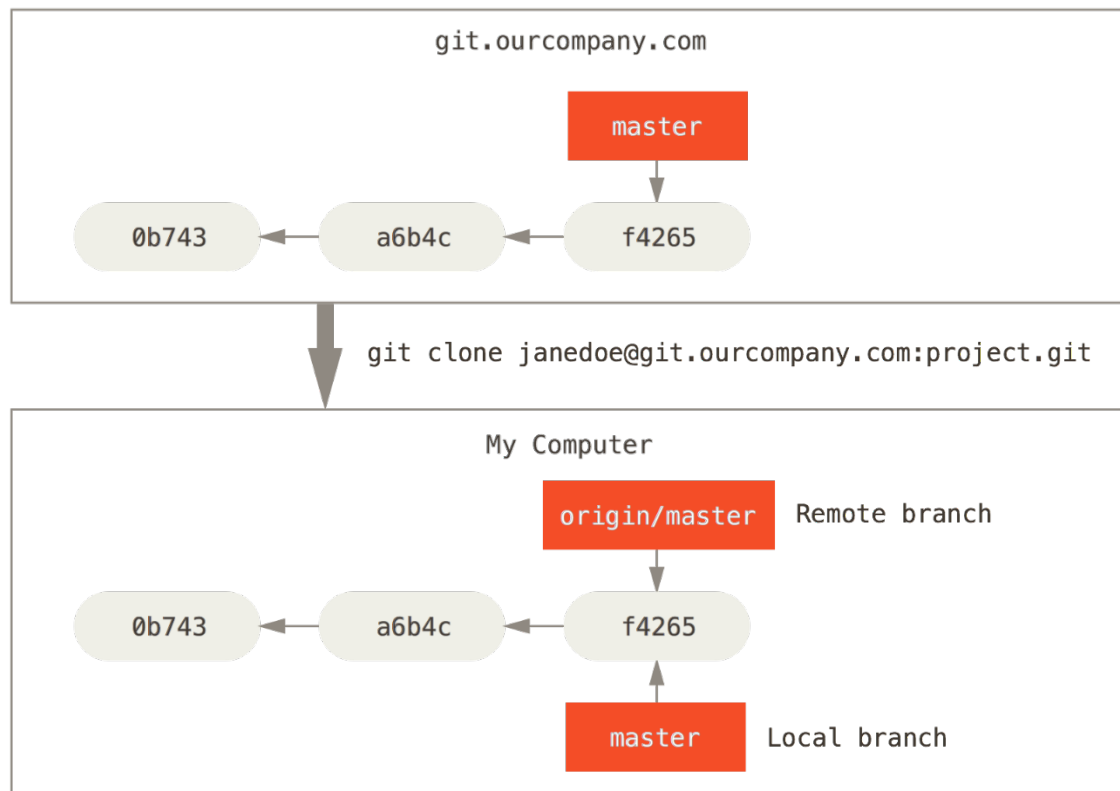 git.ourcompany.com
master
0b743 a6b4c f4265
git clone janedoe@git.ourcompany.com:project.git
My Computer
origin/master Remote branch
0b743 a6b4c f4265
master Local branch